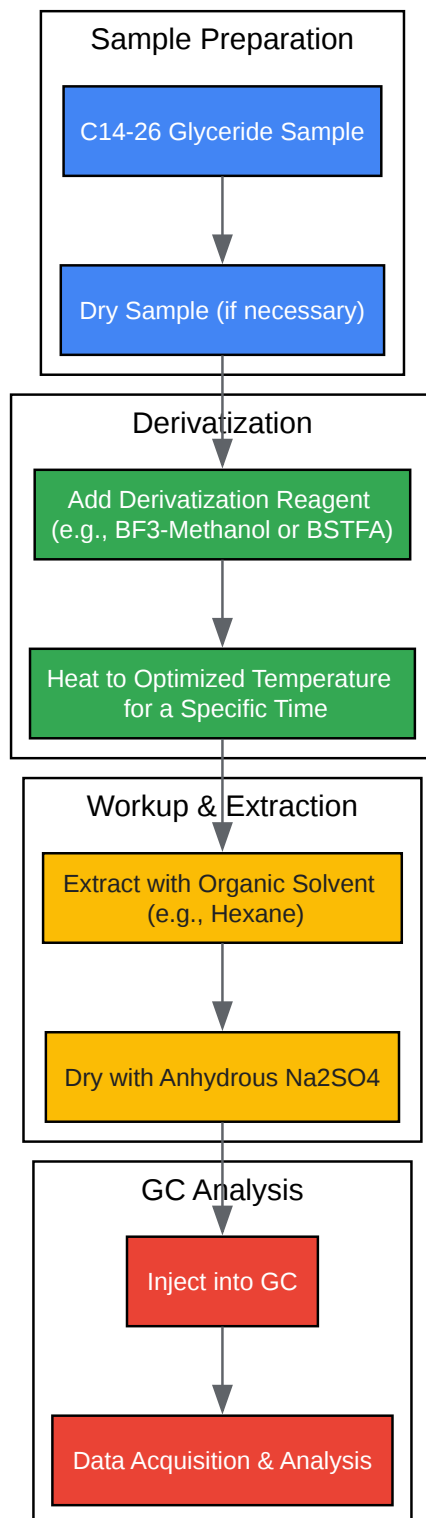 Sample Preparation
C14-26 Glyceride Sample
Dry Sample (if necessary)
Derivatization
Add Derivatization Reagent
(e.g., BF3-Methanol or BSTFA)
Heat to Optimized Temperature
for a Specific Time
Workup & Extraction
Extract with Organic Solvent
(e.g., Hexane)
Dry with Anhydrous Na2SO4
GC Analysis
Inject into GC
Data Acquisition & Analysis